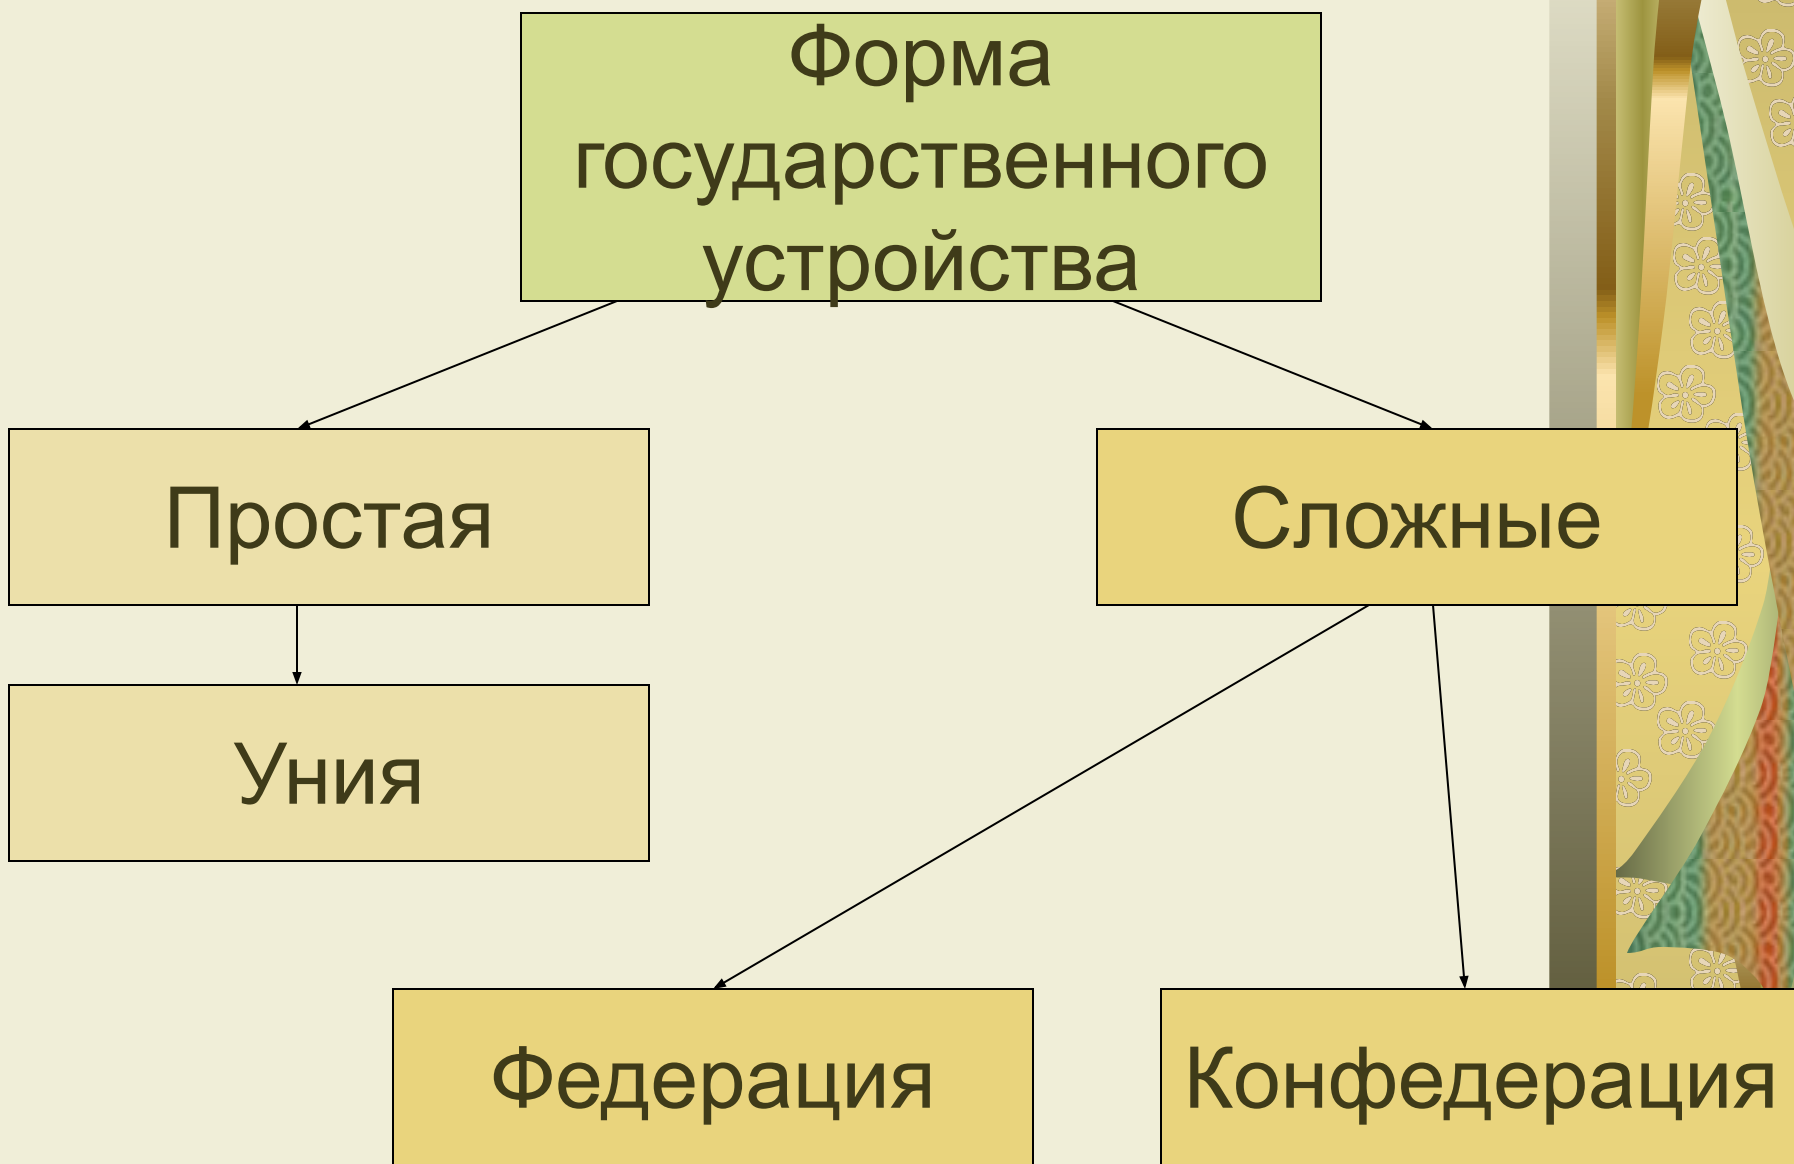 Форма
государственного
устройства
Простая
Сложные
Уния
Федерация
Конфедерация